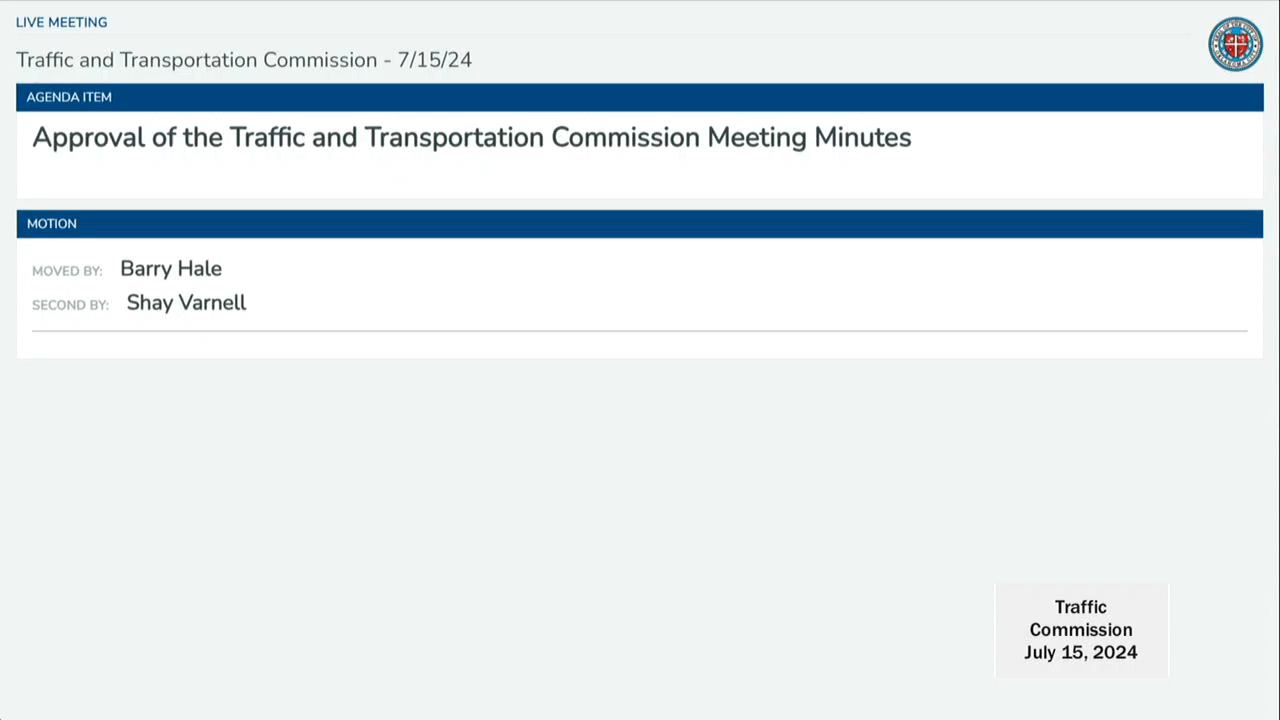 LIVE MEETING
Traffic and Transportation Commission - 7/15/24
AGENDA ITEM
Approval of the Traffic and Transportation Commission Meeting Minutes
MOTION
MOVED BY: Barry Hale
SECOND BY: Shay Varnell
Traffic
Commission
July 15, 2024